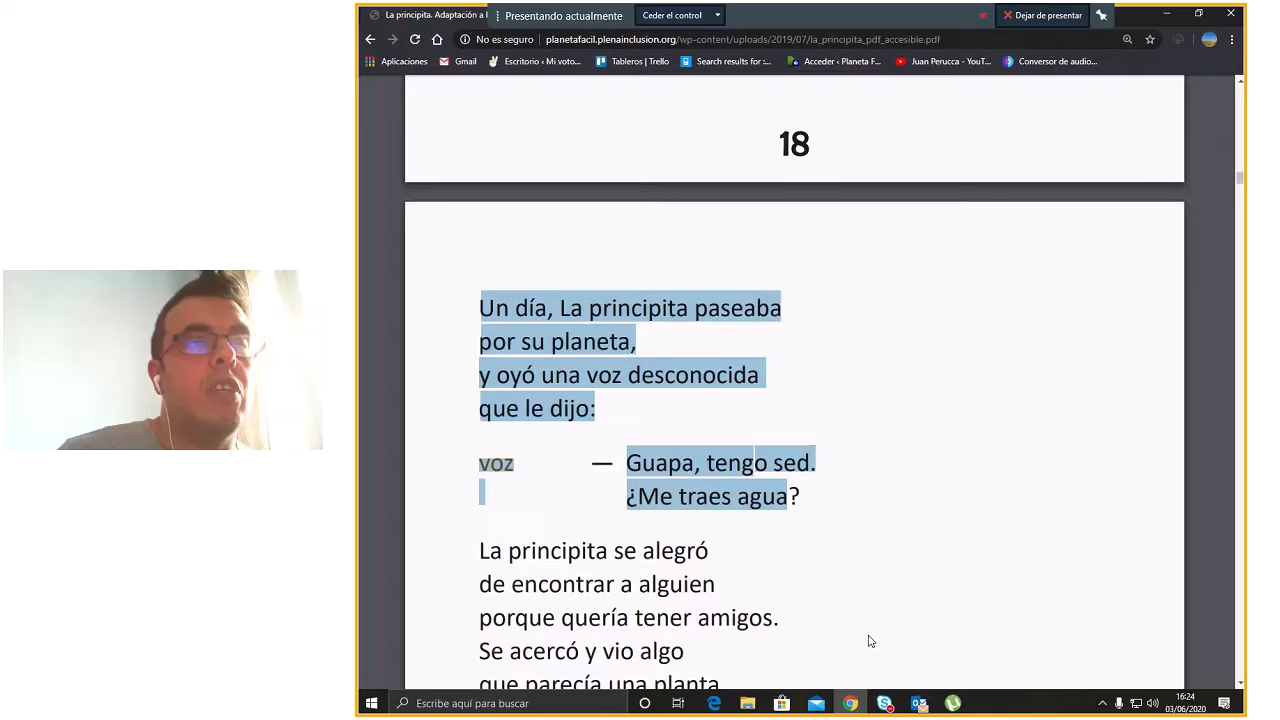 La principita. Adaptación a l
Presentando actualmente
Ceder el control
Dejar de presentar
No es seguro
planetafacil.plenainclusion.org/wp-content/uploads/2019/07/la_principita_pdf_accesible.pdf
Aplicaciones
Gmail
Escritorio ‹ Mi voto...
Tableros | Trello
Search results for :...
Acceder ‹ Planeta F...
Juan Perucca - YouT...
Conversor de audio...
18
Un día, La principita paseaba
por su planeta,
y oyó una voz desconocida
que le dijo:
voz — Guapa, tengo sed.
¿Me traes agua?
La principita se alegró
de encontrar a alguien
porque quería tener amigos.
Se acercó y vio algo
que parecía una planta
Escribe aquí para buscar
16:24
03/06/2020